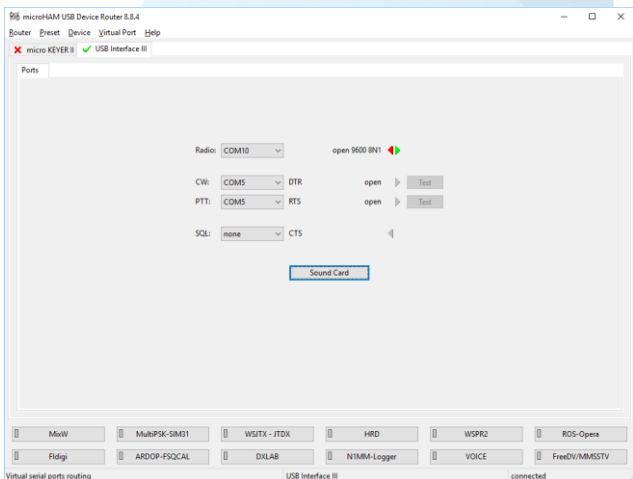 microHAM USB Device Router 8.8.4
Router Preset Device Virtual Port Help
micro KEYER II USB Interface III
Ports
Radio: COM10 open 9600 8N1
CW: COM5 DTR open Test
PTT: COM5 RTS open Test
SQL: none CTS
Sound Card
MixW MultiPSK-SIM31 WSJTX - JTDX HRD WSPR2 ROS-Opera
Fldigi ARDOP-FSQCAL DXLAB N1MM-Logger VOICE FreeDV/MMSSTV
Virtual serial ports routing USB Interface III connected